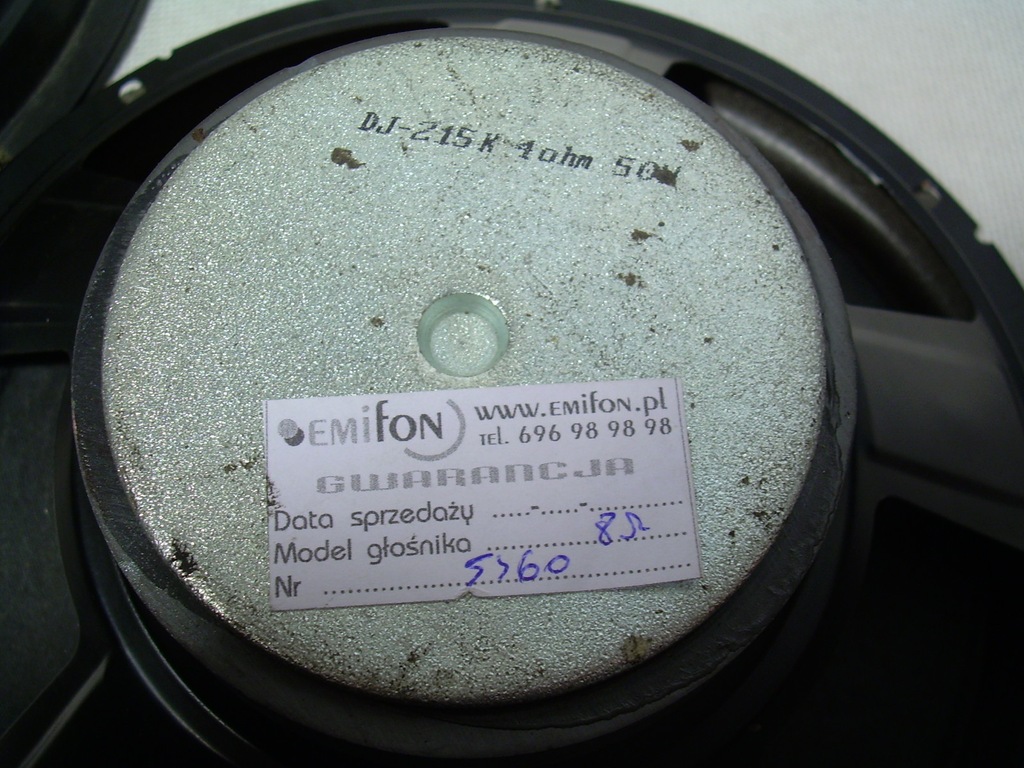 DJ-215K 4ohm 50W
EMIFON www.EMIFON.pl
TEL. 696 98 98 98
GWARANCJA
Data sprzedaży .....-.....-............
Model głośnika .............. 8Ω
Nr .............. 5760